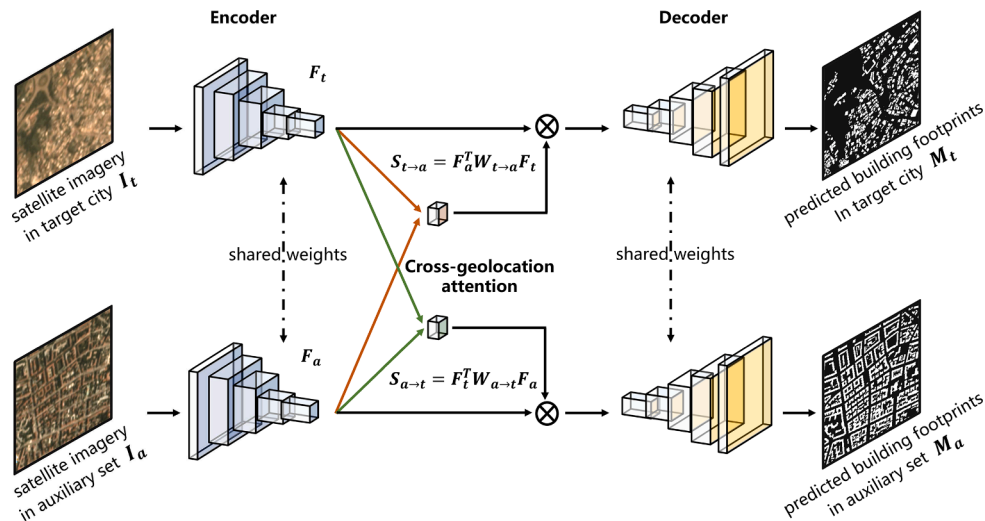 Encoder
Decoder
F_t
satellite imagery
in target city I_t
S_{t→a} = F_a^T W_{t→a} F_t
predicted building footprints
In target city M_t
shared weights
shared weights
Cross-geolocation
attention
F_a
S_{a→t} = F_t^T W_{a→t} F_a
satellite imagery
in auxiliary set I_a
predicted building footprints
in auxiliary set M_a